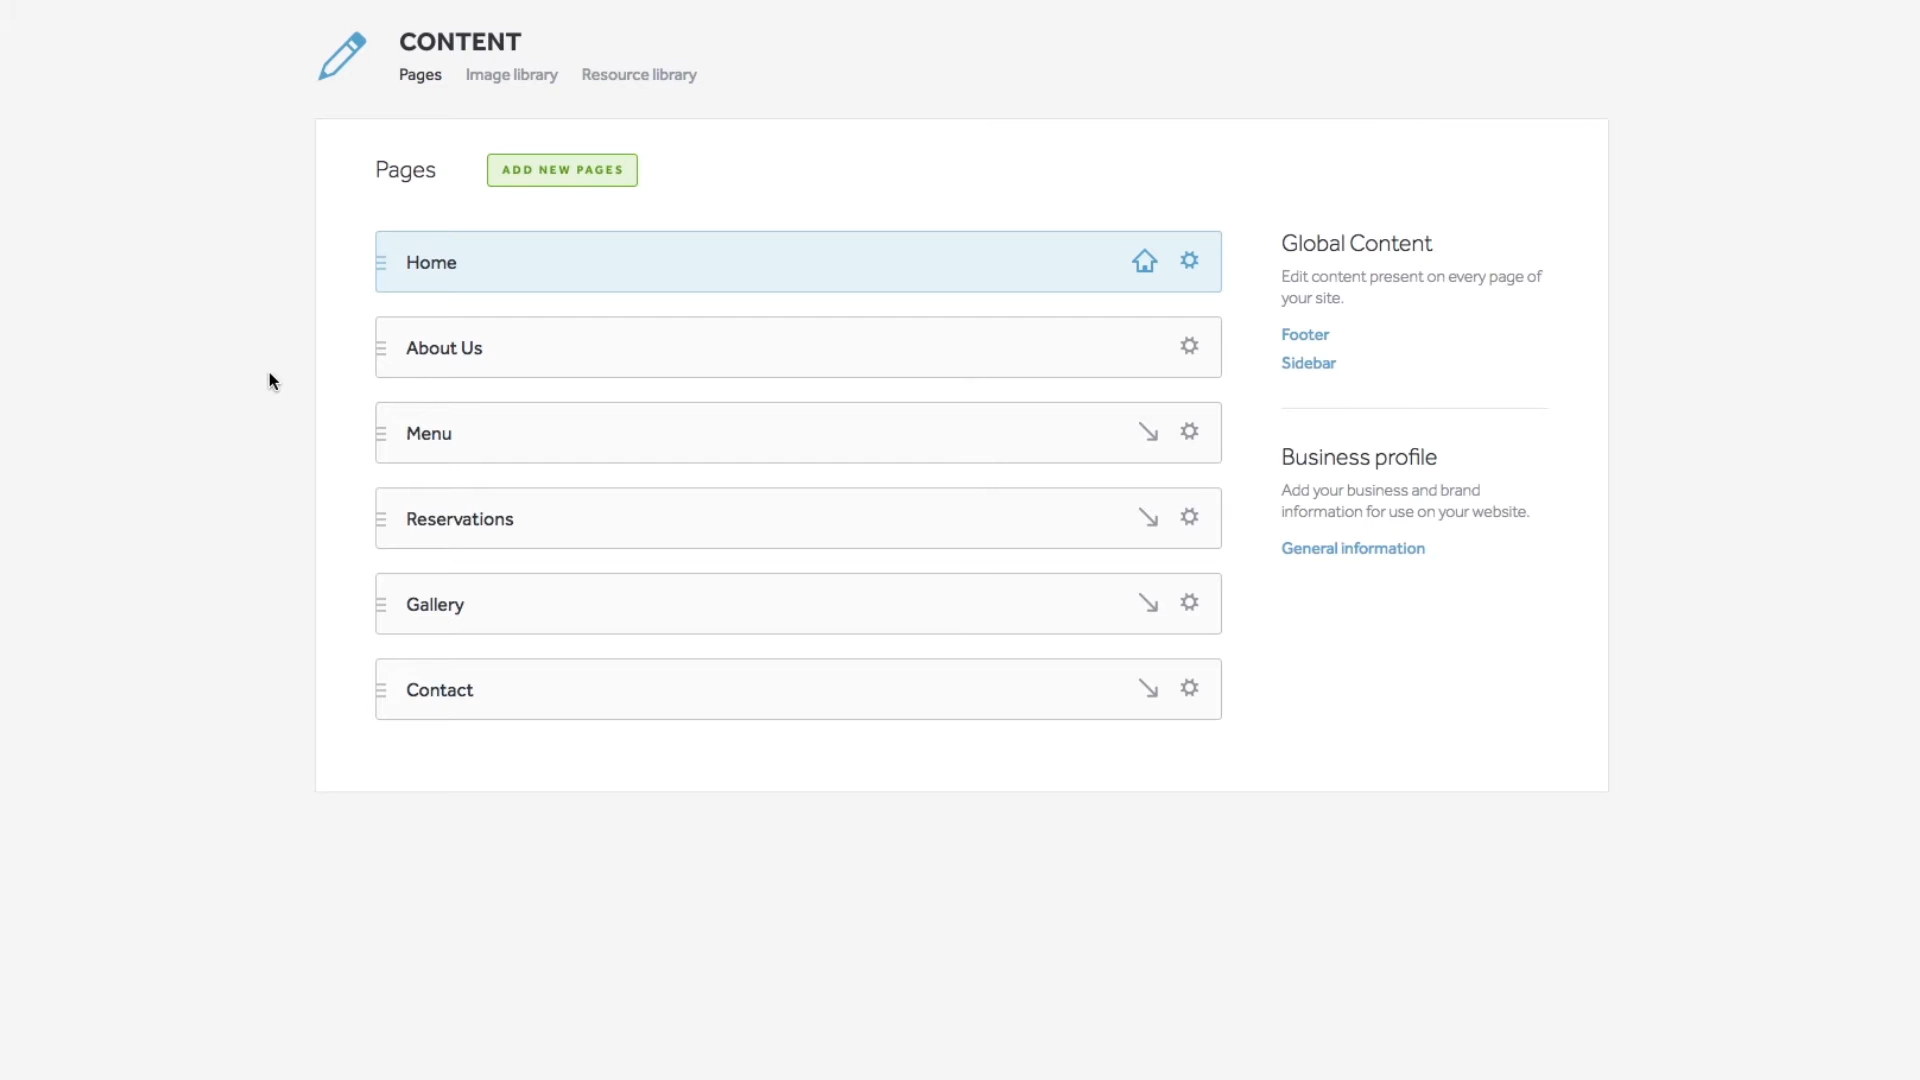 CONTENT
Pages Image library Resource library
Pages ADD NEW PAGES
Home
About Us
Menu
Reservations
Gallery
Contact
Global Content
Edit content present on every page of
your site.
Footer
Sidebar
Business profile
Add your business and brand
information for use on your website.
General information